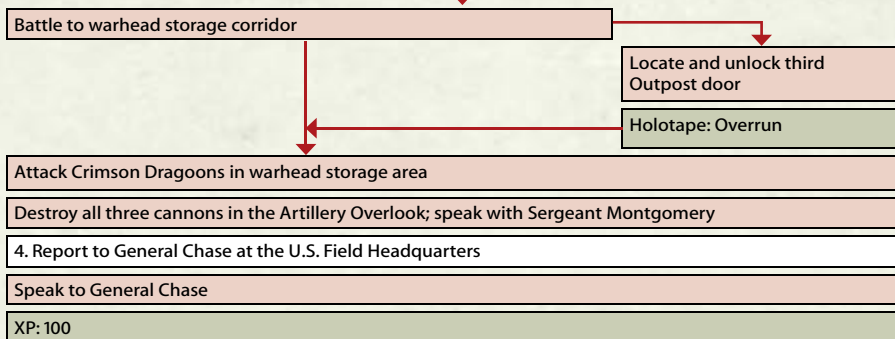 Battle to warhead storage corridor
Locate and unlock third
Outpost door
Holotape: Overrun
Attack Crimson Dragoons in warhead storage area
Destroy all three cannons in the Artillery Overlook; speak with Sergeant Montgomery
4. Report to General Chase at the U.S. Field Headquarters
Speak to General Chase
XP: 100